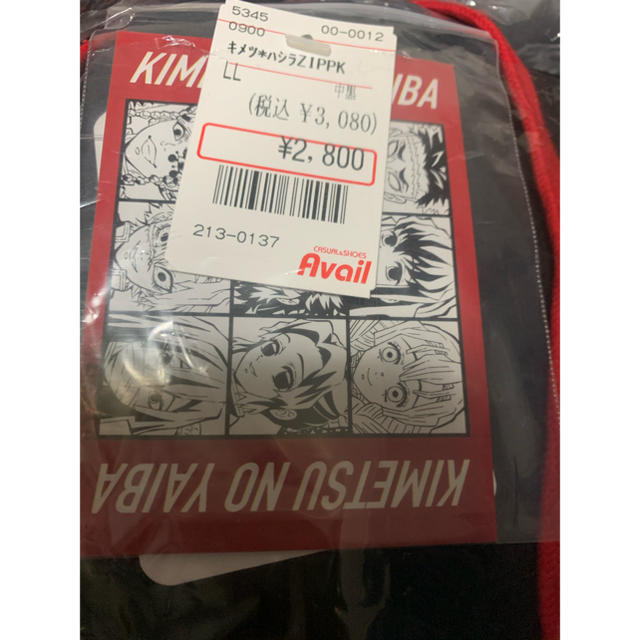 5345
0900 00-0012
キメツ*ハシラZIPPK
LL 中黒
(税込 ¥3,080)
¥2,800
213-0137
CASUAL&SHOES
Avail
KIM IBA
KIMETSU NO YAIBA